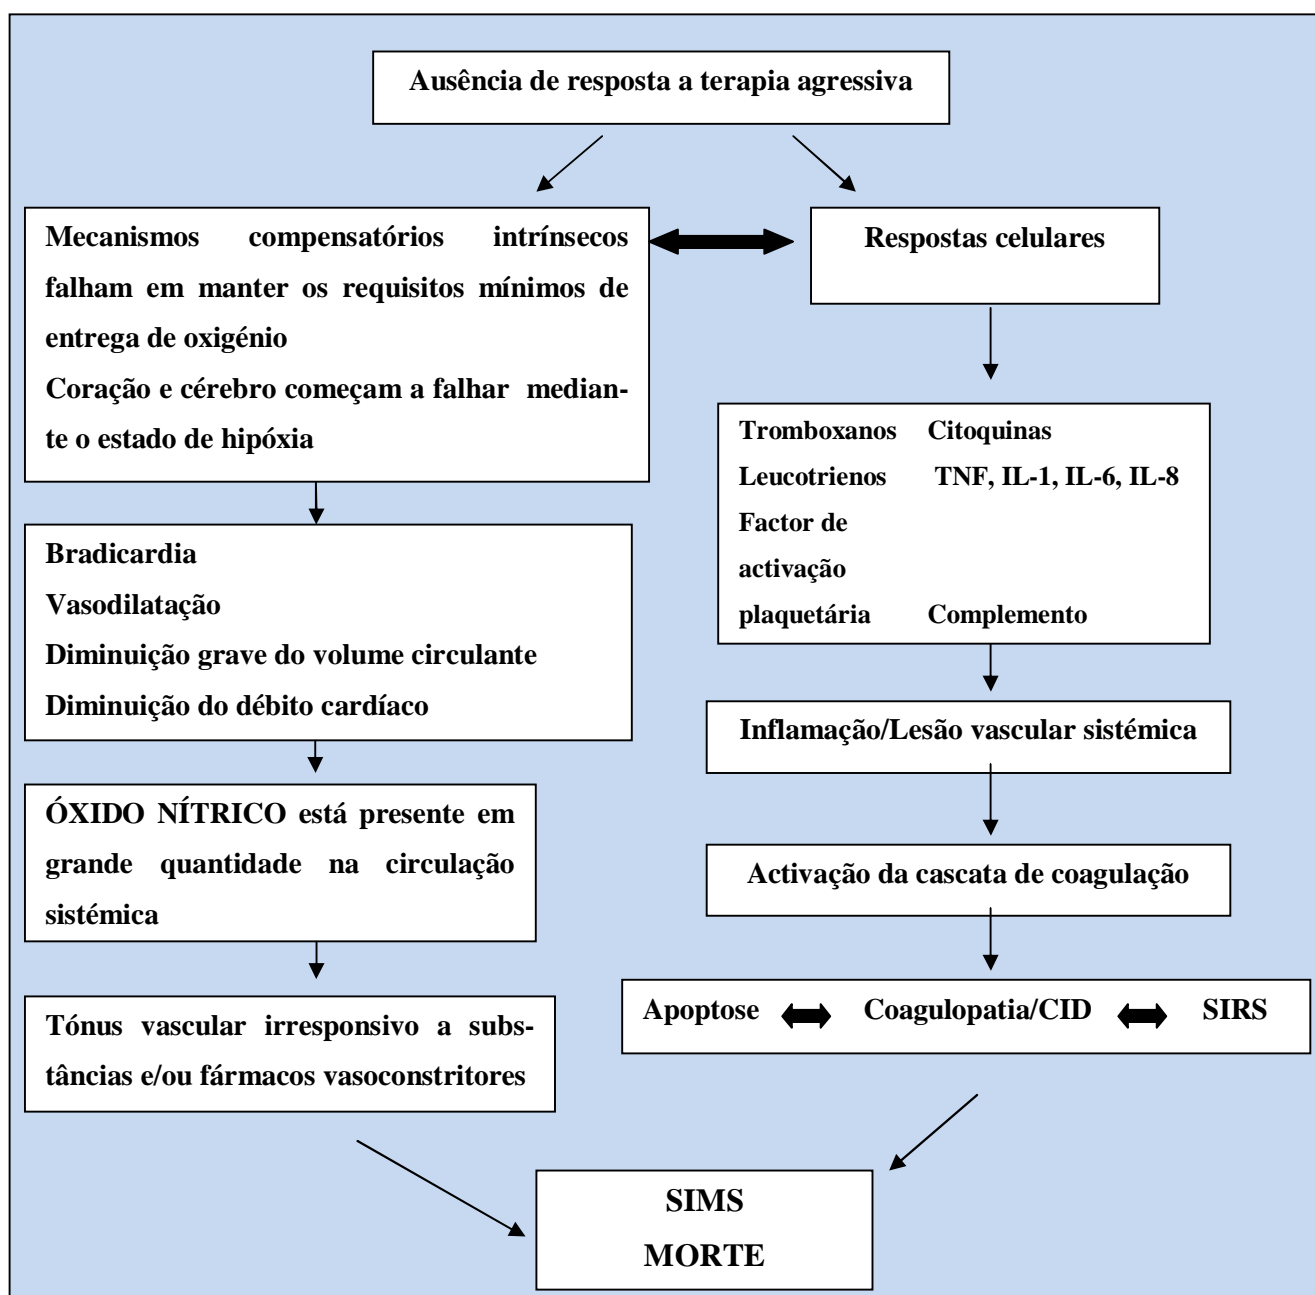 Ausência de resposta a terapia agressiva
Mecanismos compensatórios intrínsecos
falham em manter os requisitos mínimos de
entrega de oxigénio
Coração e cérebro começam a falhar median-
te o estado de hipóxia
Respostas celulares
Bradicardia
Vasodilatação
Diminuição grave do volume circulante
Diminuição do débito cardíaco
Tromboxanos Citoquinas
Leucotrienos TNF, IL-1, IL-6, IL-8
Factor de
activação
plaquetária Complemento
Inflamação/Lesão vascular sistémica
ÓXIDO NÍTRICO está presente em
grande quantidade na circulação
sistémica
Activação da cascata de coagulação
Tónus vascular irresponsivo a subs-
tâncias e/ou fármacos vasoconstritores
Apoptose Coagulopatia/CID SIRS
SIMS
MORTE